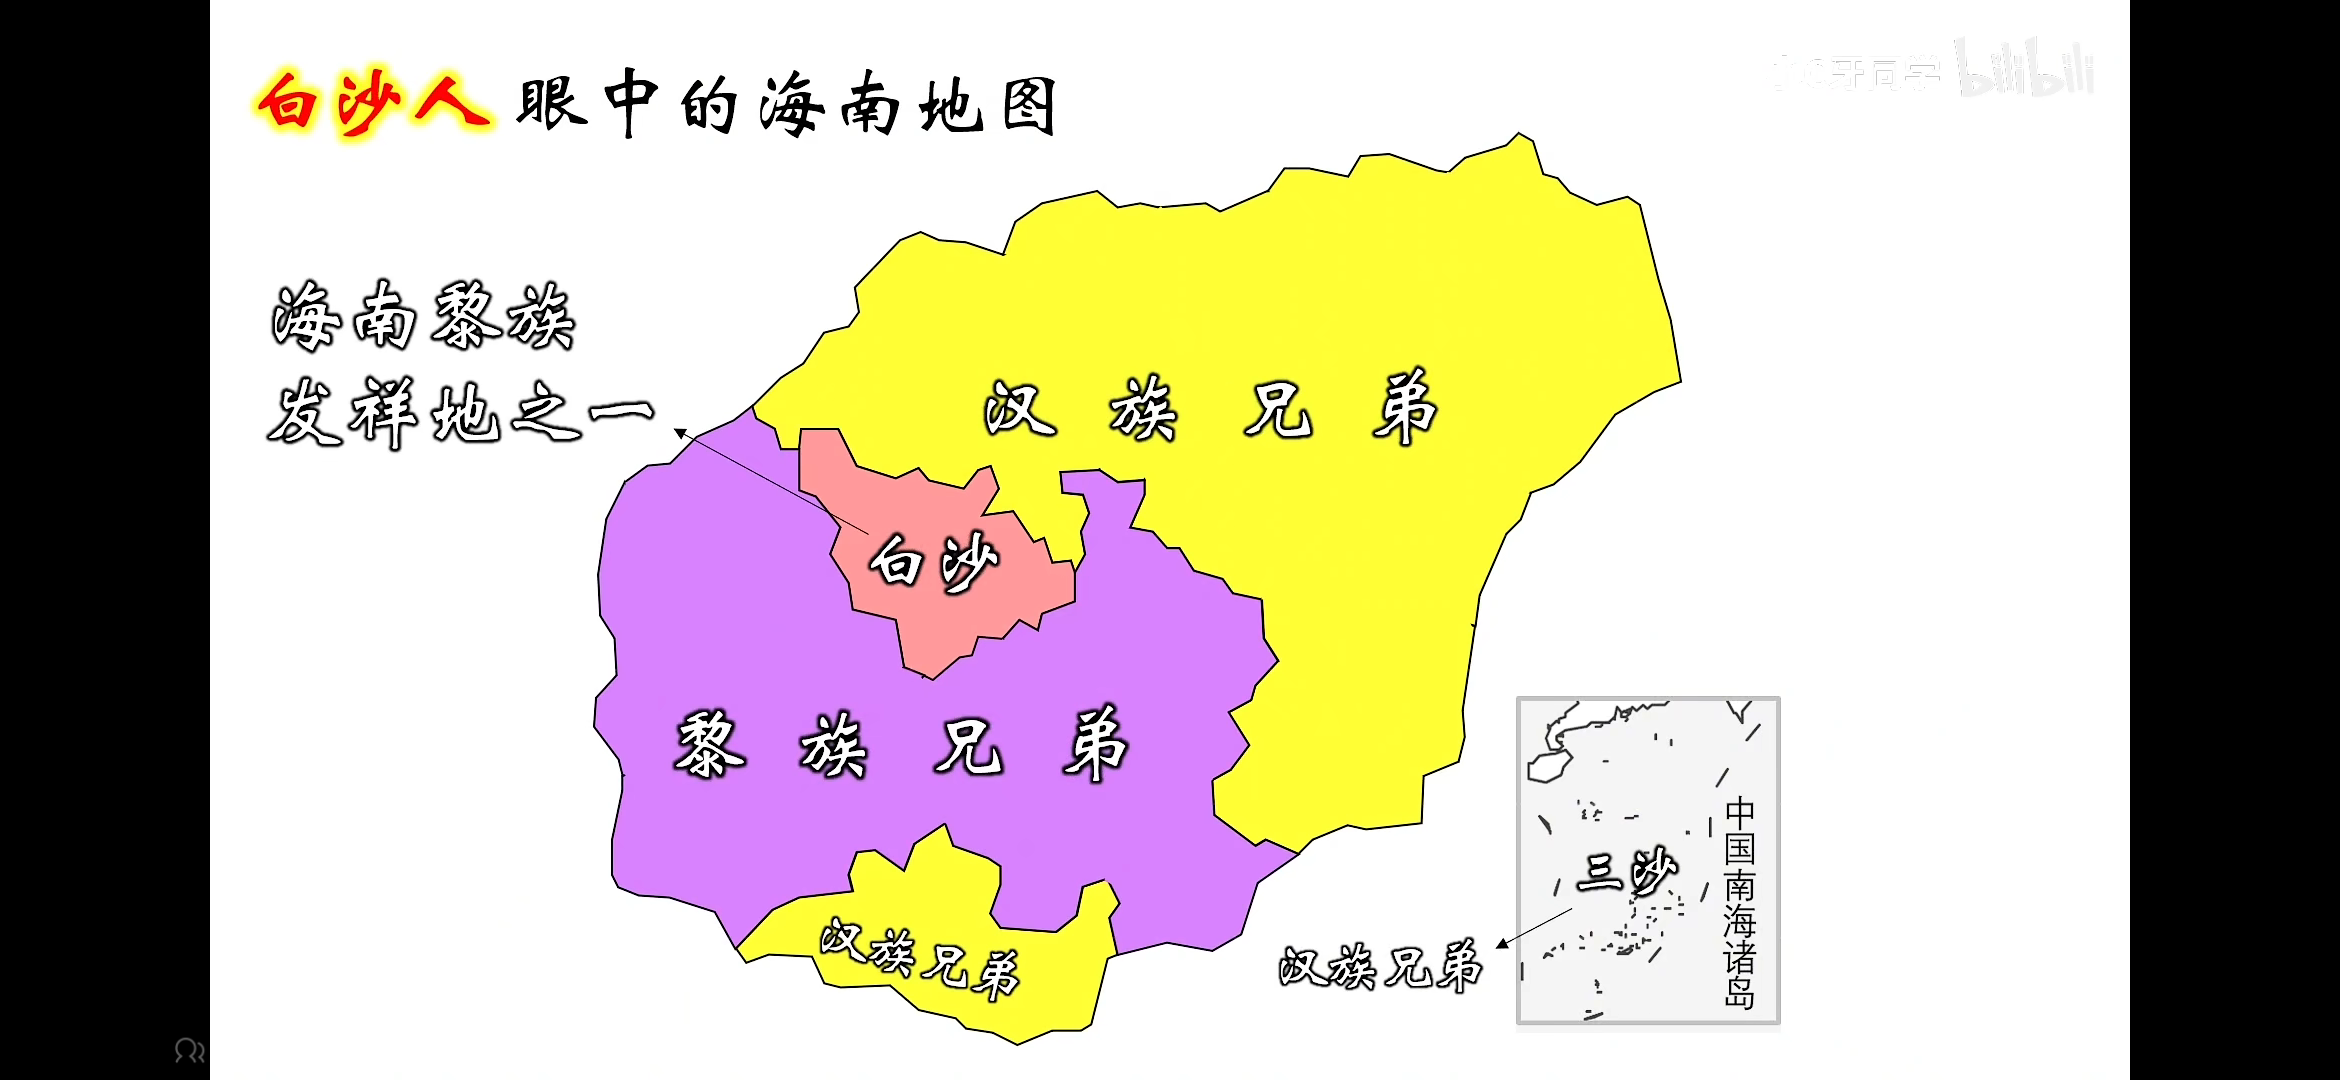 白沙人眼中的海南地图
bilibili
海南黎族
发祥地之一
汉族兄弟
白沙
黎族兄弟
汉族兄弟
汉族兄弟
三沙
中国南海诸岛